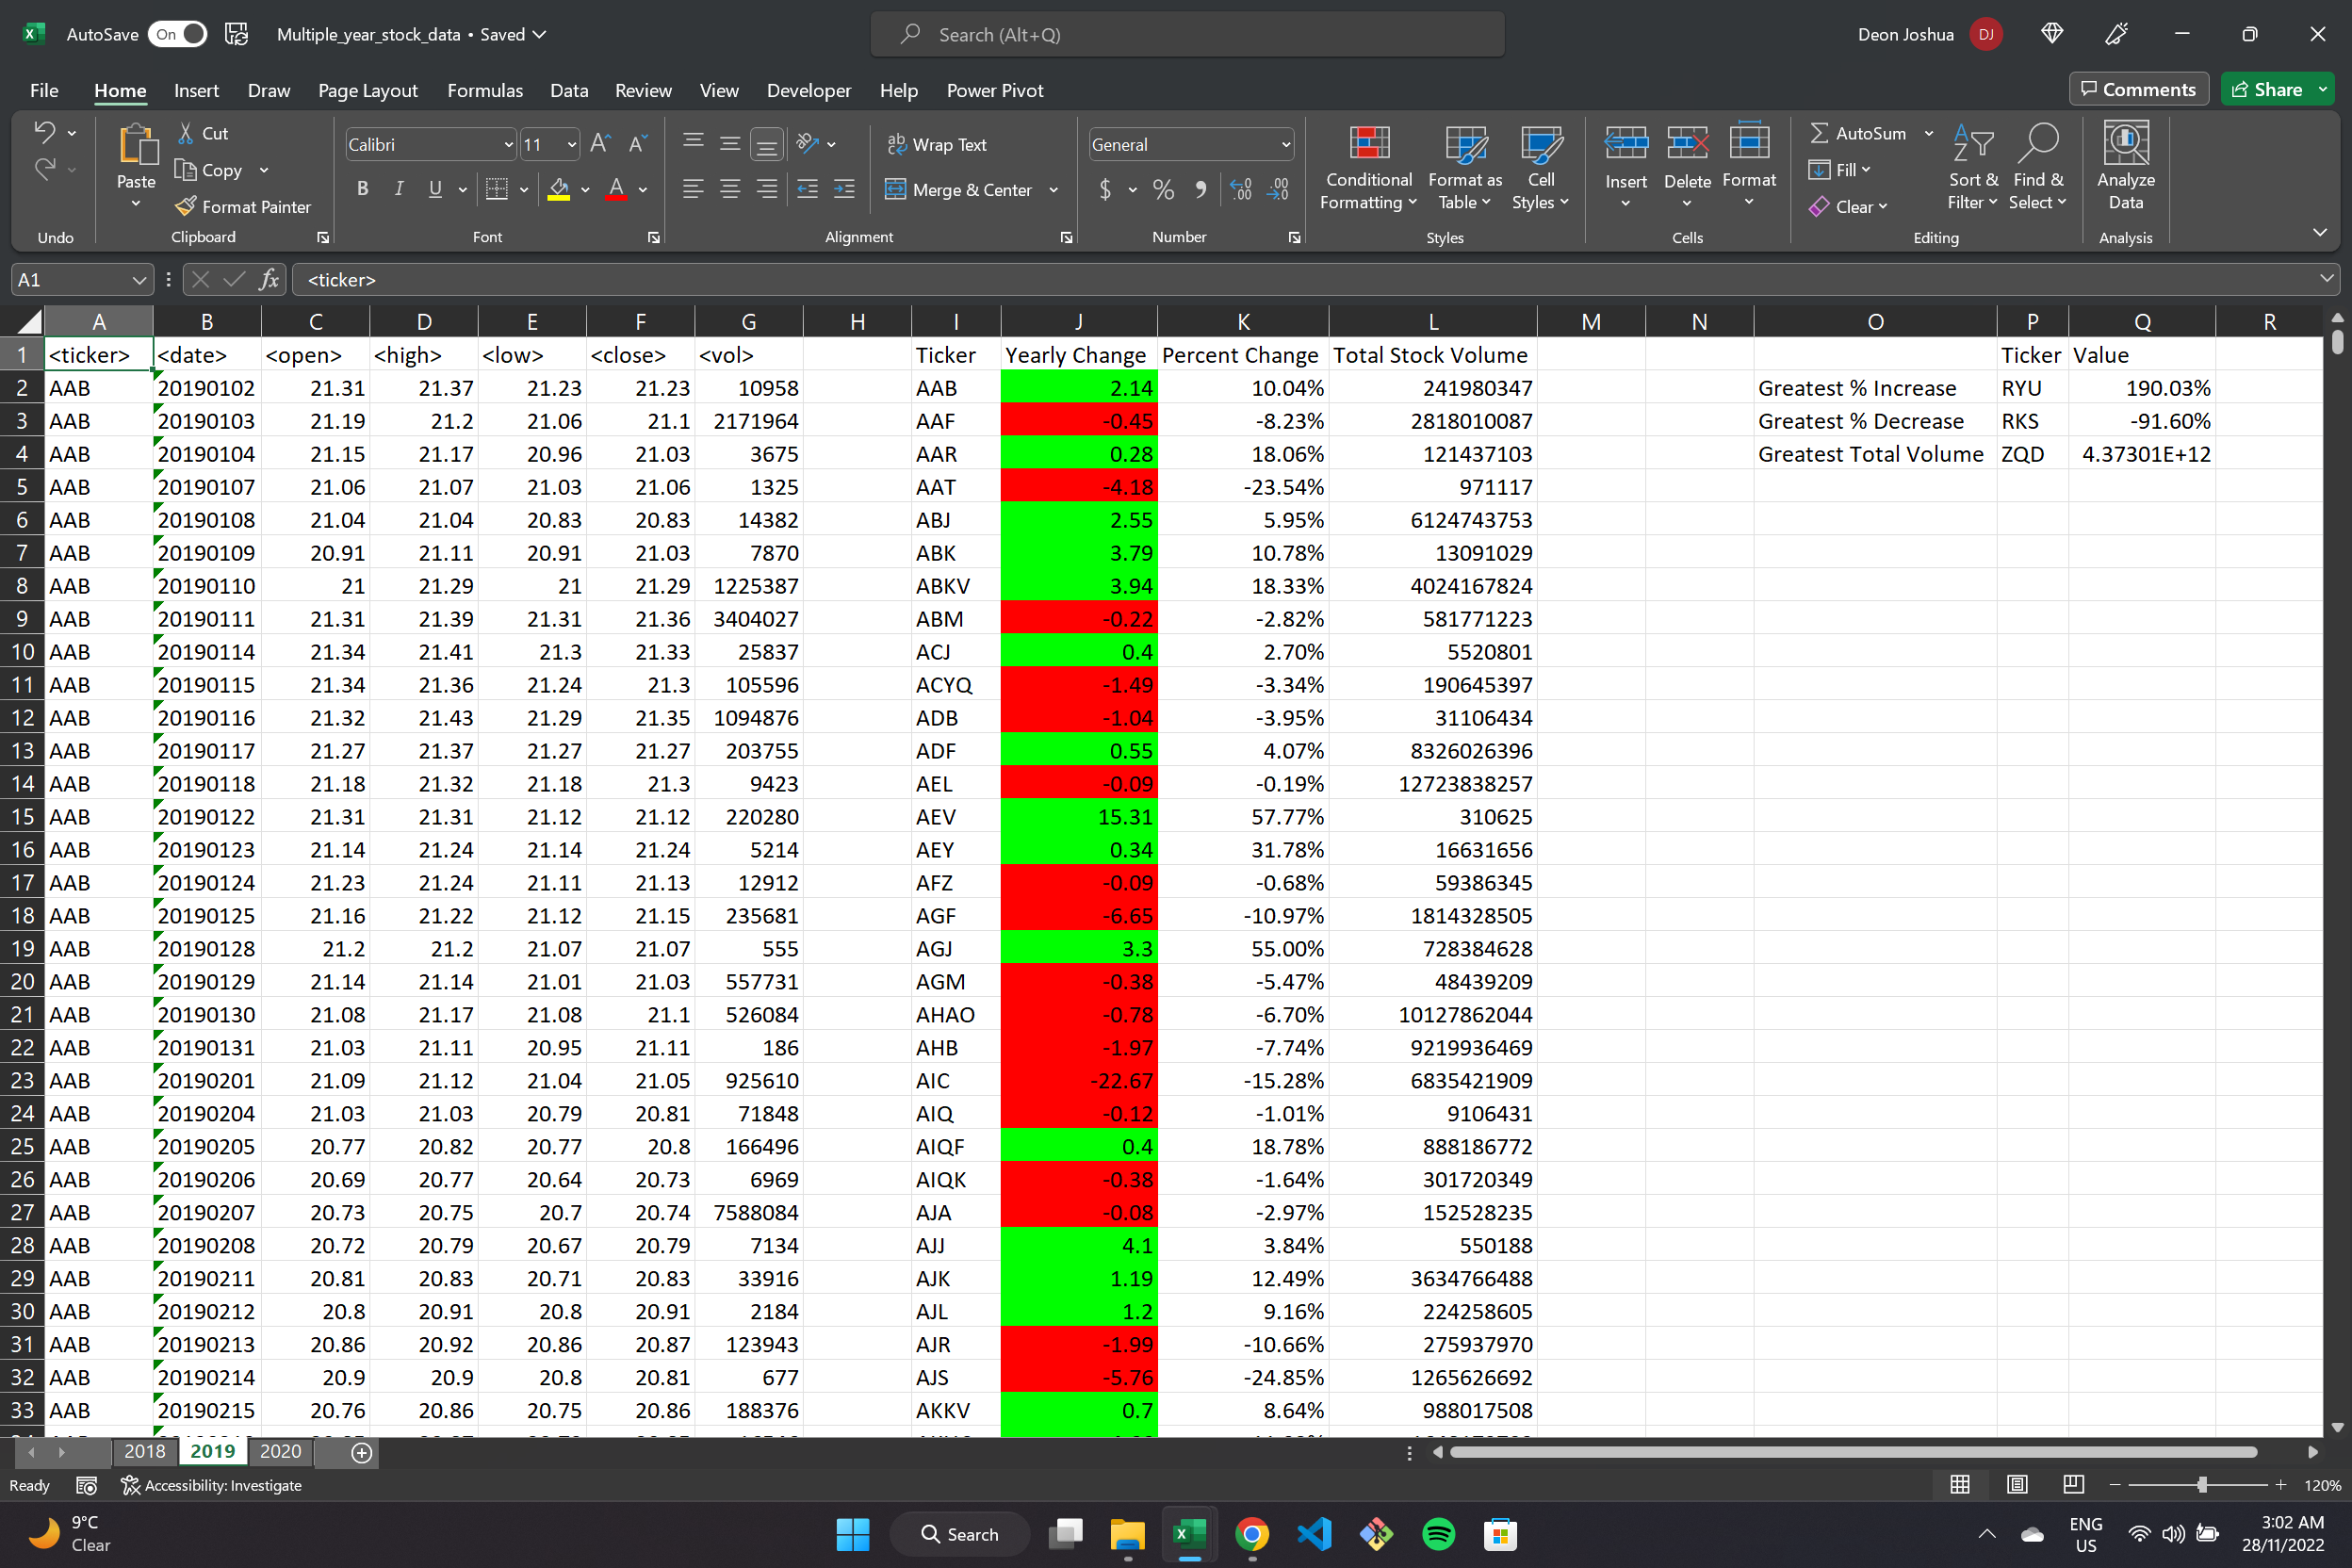 AutoSave On Multiple_year_stock_data • Saved Search (Alt+Q) Deon Joshua DJ
File Home Insert Draw Page Layout Formulas Data Review View Developer Help Power Pivot Comments Share
Paste Cut Copy Format Painter
Calibri 11 B I U A
Wrap Text Merge & Center
General $ %
Conditional Formatting Format as Table Cell Styles
Insert Delete Format
AutoSum Fill Clear Sort & Filter Find & Select
Analyze Data
Undo Clipboard Font Alignment Number Styles Cells Editing Analysis
A1 fx <ticker>
A B C D E F G H I J K L M N O P Q R
1 <ticker> <date> <open> <high> <low> <close> <vol> Ticker Yearly Change Percent Change Total Stock Volume Ticker Value
2 AAB 20190102 21.31 21.37 21.23 21.23 10958 AAB 2.14 10.04% 241980347 Greatest % Increase RYU 190.03%
3 AAB 20190103 21.19 21.2 21.06 21.1 2171964 AAF -0.45 -8.23% 2818010087 Greatest % Decrease RKS -91.60%
4 AAB 20190104 21.15 21.17 20.96 21.03 3675 AAR 0.28 18.06% 121437103 Greatest Total Volume ZQD 4.37301E+12
5 AAB 20190107 21.06 21.07 21.03 21.06 1325 AAT -4.18 -23.54% 971117
6 AAB 20190108 21.04 21.04 20.83 20.83 14382 ABJ 2.55 5.95% 6124743753
7 AAB 20190109 20.91 21.11 20.91 21.03 7870 ABK 3.79 10.78% 13091029
8 AAB 20190110 21 21.29 21 21.29 1225387 ABKV 3.94 18.33% 4024167824
9 AAB 20190111 21.31 21.39 21.31 21.36 3404027 ABM -0.22 -2.82% 581771223
10 AAB 20190114 21.34 21.41 21.3 21.33 25837 ACJ 0.4 2.70% 5520801
11 AAB 20190115 21.34 21.36 21.24 21.3 105596 ACYQ -1.49 -3.34% 190645397
12 AAB 20190116 21.32 21.43 21.29 21.35 1094876 ADB -1.04 -3.95% 31106434
13 AAB 20190117 21.27 21.37 21.27 21.27 203755 ADF 0.55 4.07% 8326026396
14 AAB 20190118 21.18 21.32 21.18 21.3 9423 AEL -0.09 -0.19% 12723838257
15 AAB 20190122 21.31 21.31 21.12 21.12 220280 AEV 15.31 57.77% 310625
16 AAB 20190123 21.14 21.24 21.14 21.24 5214 AEY 0.34 31.78% 16631656
17 AAB 20190124 21.23 21.24 21.11 21.13 12912 AFZ -0.09 -0.68% 59386345
18 AAB 20190125 21.16 21.22 21.12 21.15 235681 AGF -6.65 -10.97% 1814328505
19 AAB 20190128 21.2 21.2 21.07 21.07 555 AGJ 3.3 55.00% 728384628
20 AAB 20190129 21.14 21.14 21.01 21.03 557731 AGM -0.38 -5.47% 48439209
21 AAB 20190130 21.08 21.17 21.08 21.1 526084 AHAO -0.78 -6.70% 10127862044
22 AAB 20190131 21.03 21.11 20.95 21.11 186 AHB -1.97 -7.74% 9219936469
23 AAB 20190201 21.09 21.12 21.04 21.05 925610 AIC -22.67 -15.28% 6835421909
24 AAB 20190204 21.03 21.03 20.79 20.81 71848 AIQ -0.12 -1.01% 9106431
25 AAB 20190205 20.77 20.82 20.77 20.8 166496 AIQF 0.4 18.78% 888186772
26 AAB 20190206 20.69 20.77 20.64 20.73 6969 AIQK -0.38 -1.64% 301720349
27 AAB 20190207 20.73 20.75 20.7 20.74 7588084 AJA -0.08 -2.97% 152528235
28 AAB 20190208 20.72 20.79 20.67 20.79 7134 AJJ 4.1 3.84% 550188
29 AAB 20190211 20.81 20.83 20.71 20.83 33916 AJK 1.19 12.49% 3634766488
30 AAB 20190212 20.8 20.91 20.8 20.91 2184 AJL 1.2 9.16% 224258605
31 AAB 20190213 20.86 20.92 20.86 20.87 123943 AJR -1.99 -10.66% 275937970
32 AAB 20190214 20.9 20.9 20.8 20.81 677 AJS -5.76 -24.85% 1265626692
33 AAB 20190215 20.76 20.86 20.75 20.86 188376 AKKV 0.7 8.64% 988017508
2018 2019 2020
Ready Accessibility: Investigate 120%
9°C Search ENG 3:02 AM
Clear US 28/11/2022